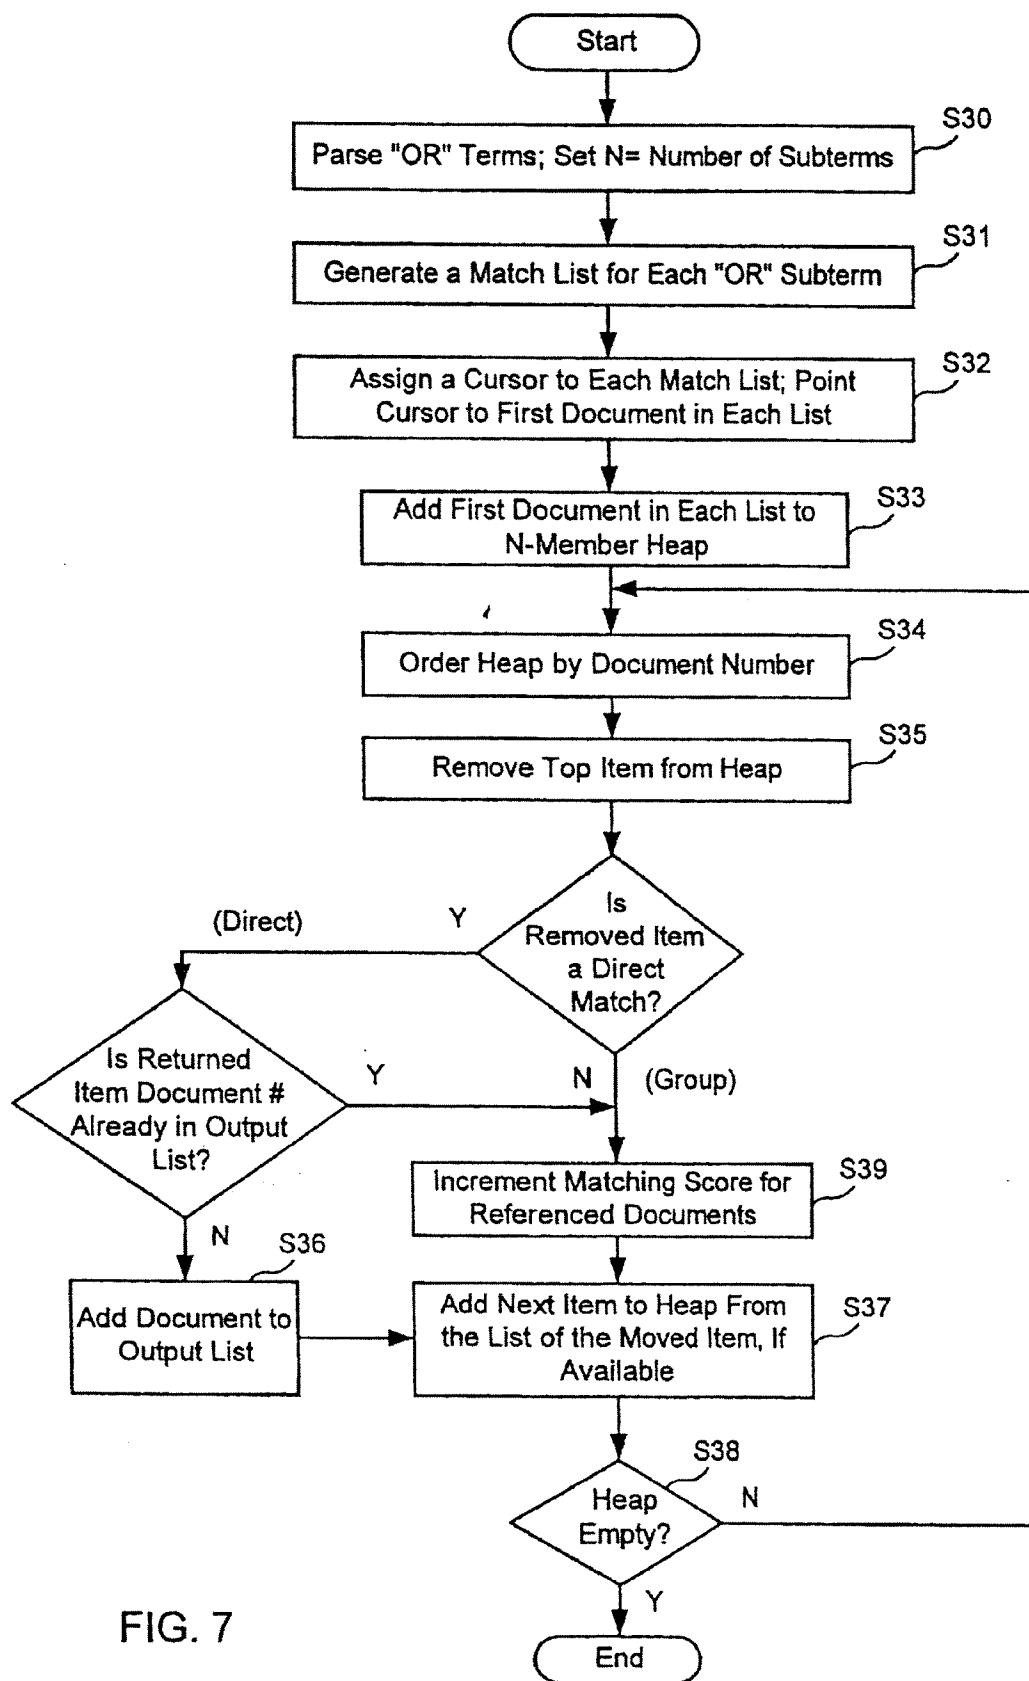 Start
S30
Parse "OR" Terms; Set N= Number of Subterms
S31
Generate a Match List for Each "OR" Subterm
S32
Assign a Cursor to Each Match List; Point
Cursor to First Document in Each List
S33
Add First Document in Each List to
N-Member Heap
S34
Order Heap by Document Number
S35
Remove Top Item from Heap
Is
Removed Item
a Direct
Match?
(Direct)
Y
N
(Group)
Is Returned
Item Document #
Already in Output
List?
Y
N
S39
Increment Matching Score for
Referenced Documents
S36
Add Document to
Output List
S37
Add Next Item to Heap From
the List of the Moved Item, If
Available
S38
Heap
Empty?
N
Y
End
FIG. 7